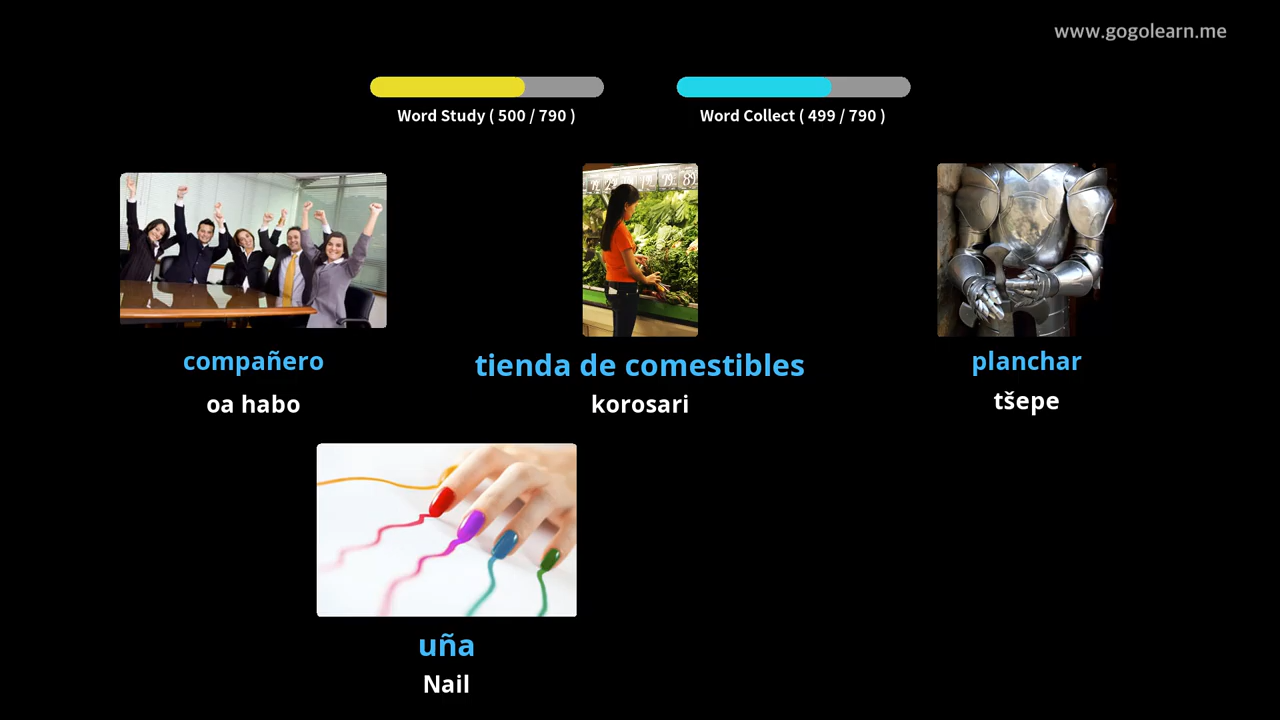 www.gogolearn.me
Word Study ( 500 / 790 )
Word Collect ( 499 / 790 )
compañero
oa habo
tienda de comestibles
korosari
planchar
tšepe
uña
Nail